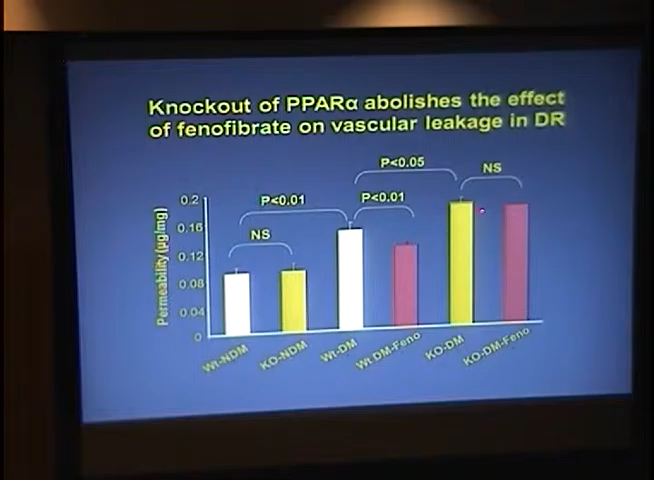 Knockout of PPARα abolishes the effect
of fenofibrate on vascular leakage in DR
P<0.05
NS
P<0.01
P<0.01
NS
Permeability (µg/mg)
0.2
0.16
0.12
0.08
0.04
0
Wt-NDM
KO-NDM
Wt-DM
Wt-DM-Feno
KO-DM
KO-DM-Feno